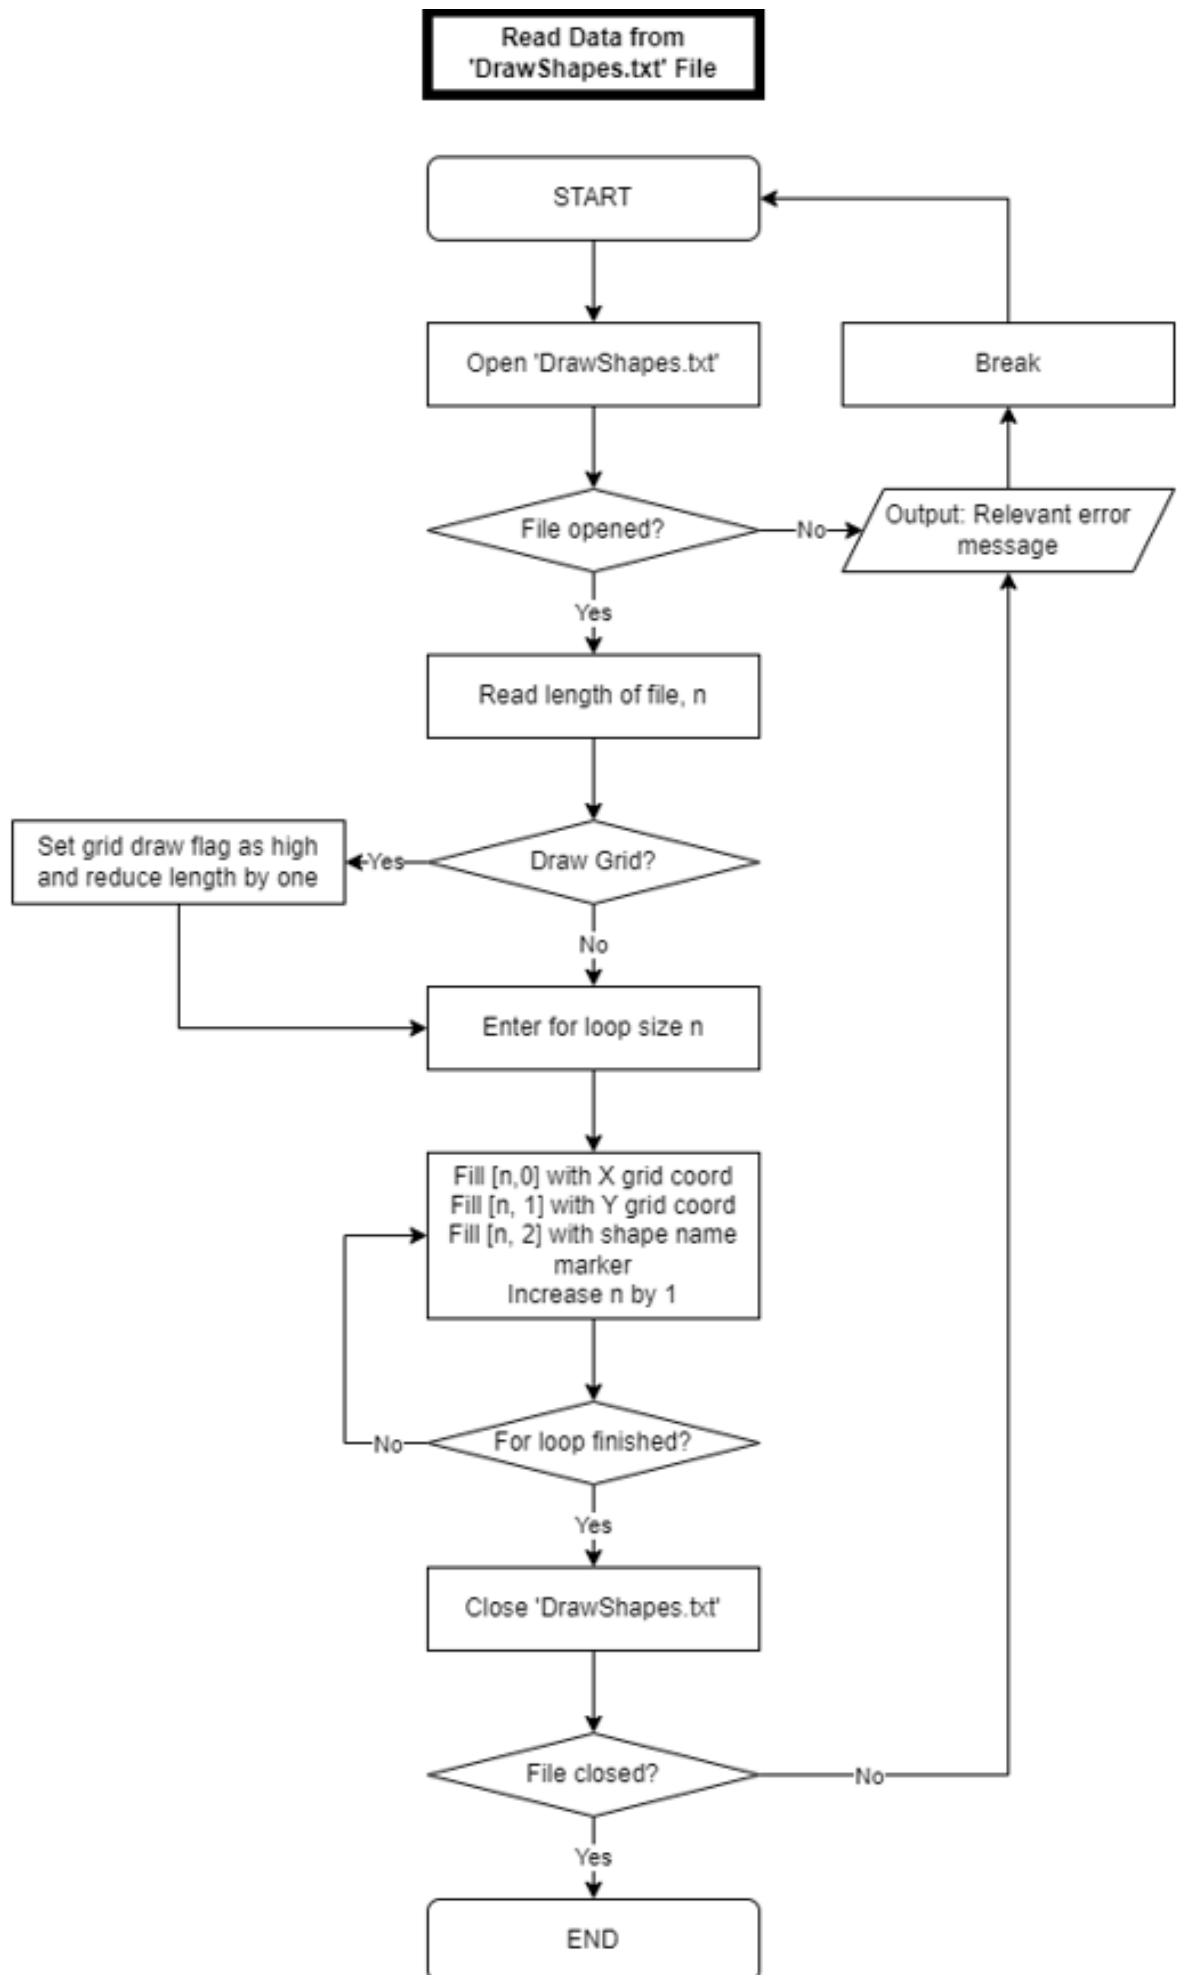 Read Data from
'DrawShapes.txt' File
START
Open 'DrawShapes.txt'
Break
File opened?
No
Output: Relevant error
message
Yes
Read length of file, n
Set grid draw flag as high
and reduce length by one
Yes
Draw Grid?
No
Enter for loop size n
Fill [n,0] with X grid coord
Fill [n, 1] with Y grid coord
Fill [n, 2] with shape name
marker
Increase n by 1
No
For loop finished?
Yes
Close 'DrawShapes.txt'
File closed?
No
Yes
END